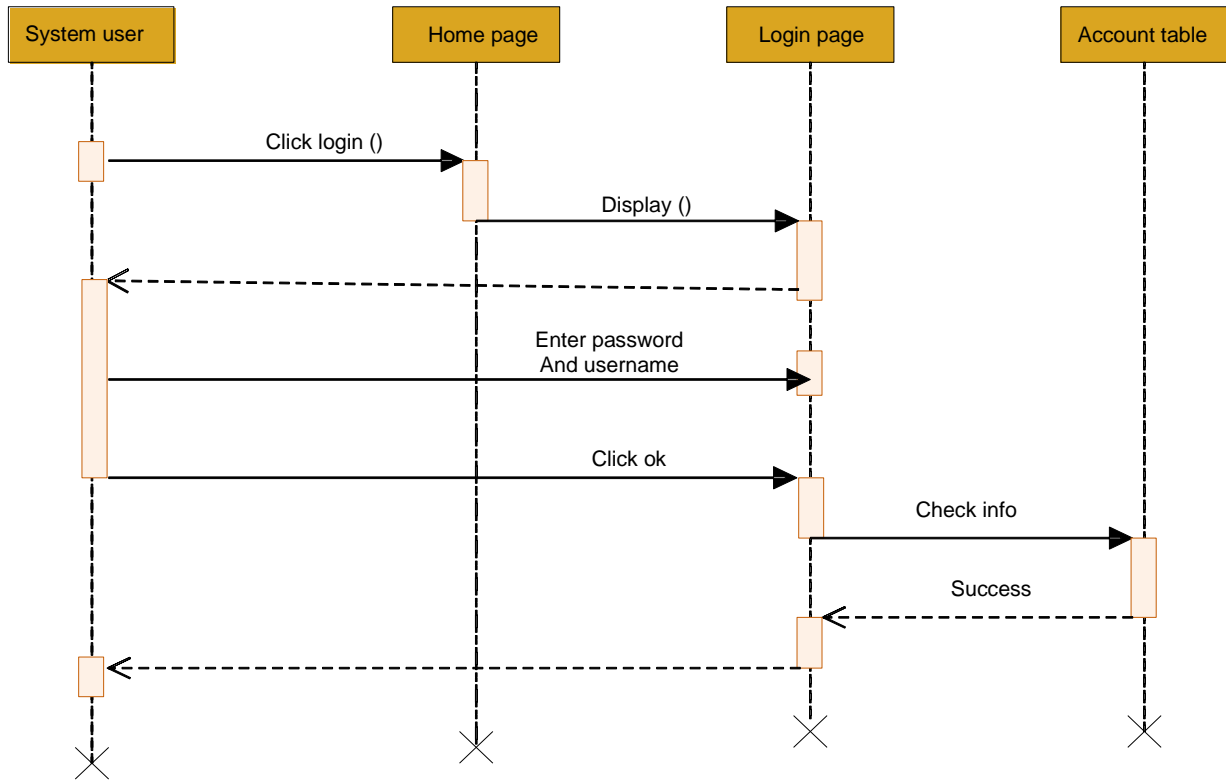 System user
Home page
Login page
Account table
Click login ()
Display ()
Enter password
And username
Click ok
Check info
Success